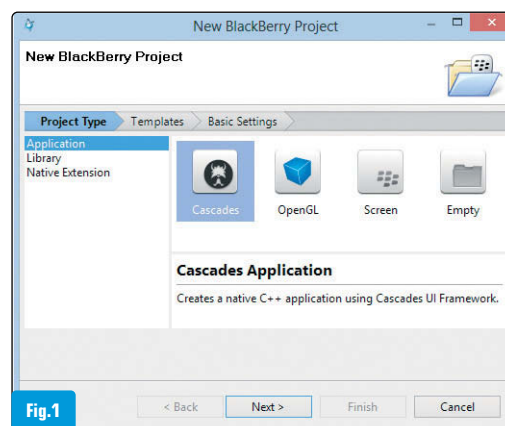 New BlackBerry Project
New BlackBerry Project
Project Type Templates Basic Settings
Application
Library
Native Extension
Cascades OpenGL Screen Empty
Cascades Application
Creates a native C++ application using Cascades UI Framework.
< Back Next > Finish Cancel
Fig.1